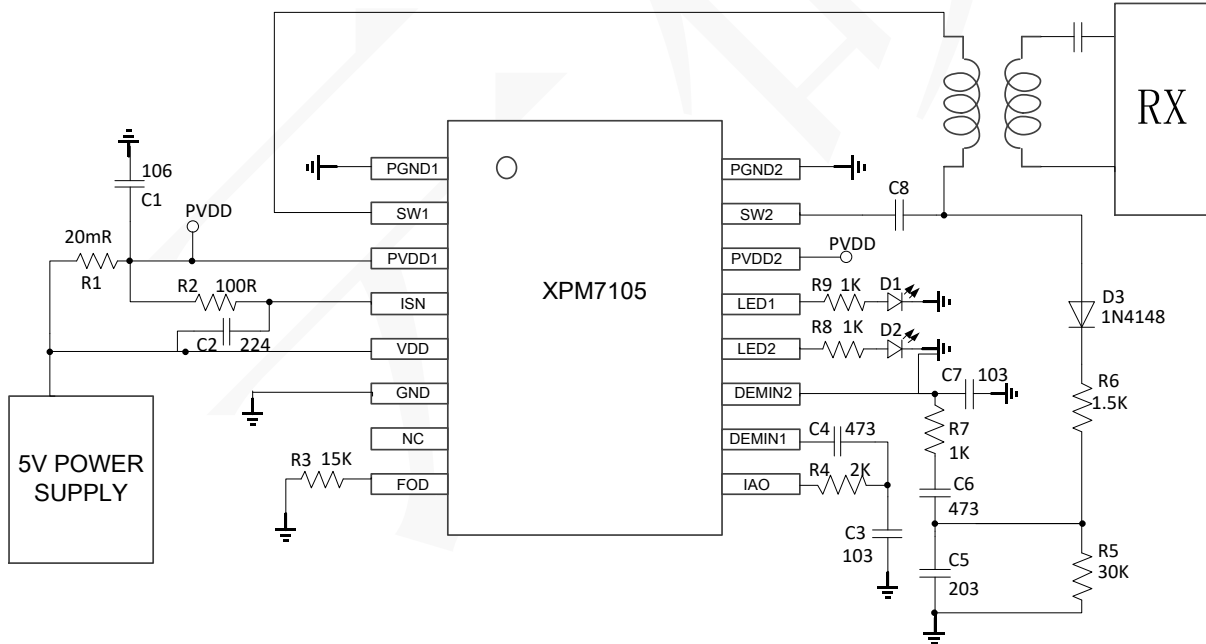 RX
106
C1
PVDD
20mR
R1
R2 100R
C2 224
5V POWER
SUPPLY
R3 15K
PGND1
SW1
PVDD1
ISN
VDD
GND
NC
FOD
XPM7105
PGND2
SW2
PVDD2
LED1
LED2
DEMIN2
DEMIN1
IAO
C8
PVDD
R9 1K D1
R8 1K D2
C7 103
C4 473
R4 2K
R7
1K
C6
473
C3
103
C5
203
D3
1N4148
R6
1.5K
R5
30K